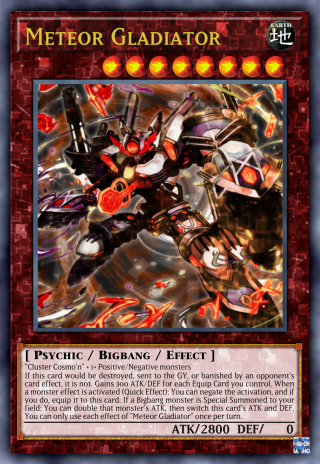 METEOR GLADIATOR
EARTH
地
[ PSYCHIC / BIGBANG / EFFECT ]
"Cluster Cosmo'n" + 1+ Positive/Negative monsters
If this card would be destroyed, sent to the GY, or banished by an opponent's
card effect, it is not. Gains 300 ATK/DEF for each Equip Card you control. When
a monster effect is activated (Quick Effect): You can negate the activation, and if
you do, equip it to this card. If a Bigbang monster is Special Summoned to your
field: You can double that monster's ATK, then switch this card's ATK and DEF.
You can only use each effect of "Meteor Gladiator" once per turn.
ATK/2800 DEF/ 0